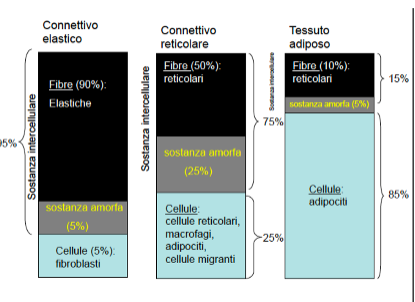 Connettivo
elastico
Sostanza intercellulare
95%
Fibre (90%):
Elastiche
sostanza amorfa
(5%)
Cellule (5%):
fibroblasti
Connettivo
reticolare
Sostanza intercellulare
Fibre (50%):
reticolari
sostanza amorfa
(25%)
75%
Cellule:
cellule reticolari,
macrofagi,
adipociti,
cellule migranti
25%
Tessuto
adiposo
Sostanza intercellulare
Fibre (10%):
reticolari
sostanza amorfa (5%)
15%
Cellule:
adipociti
85%